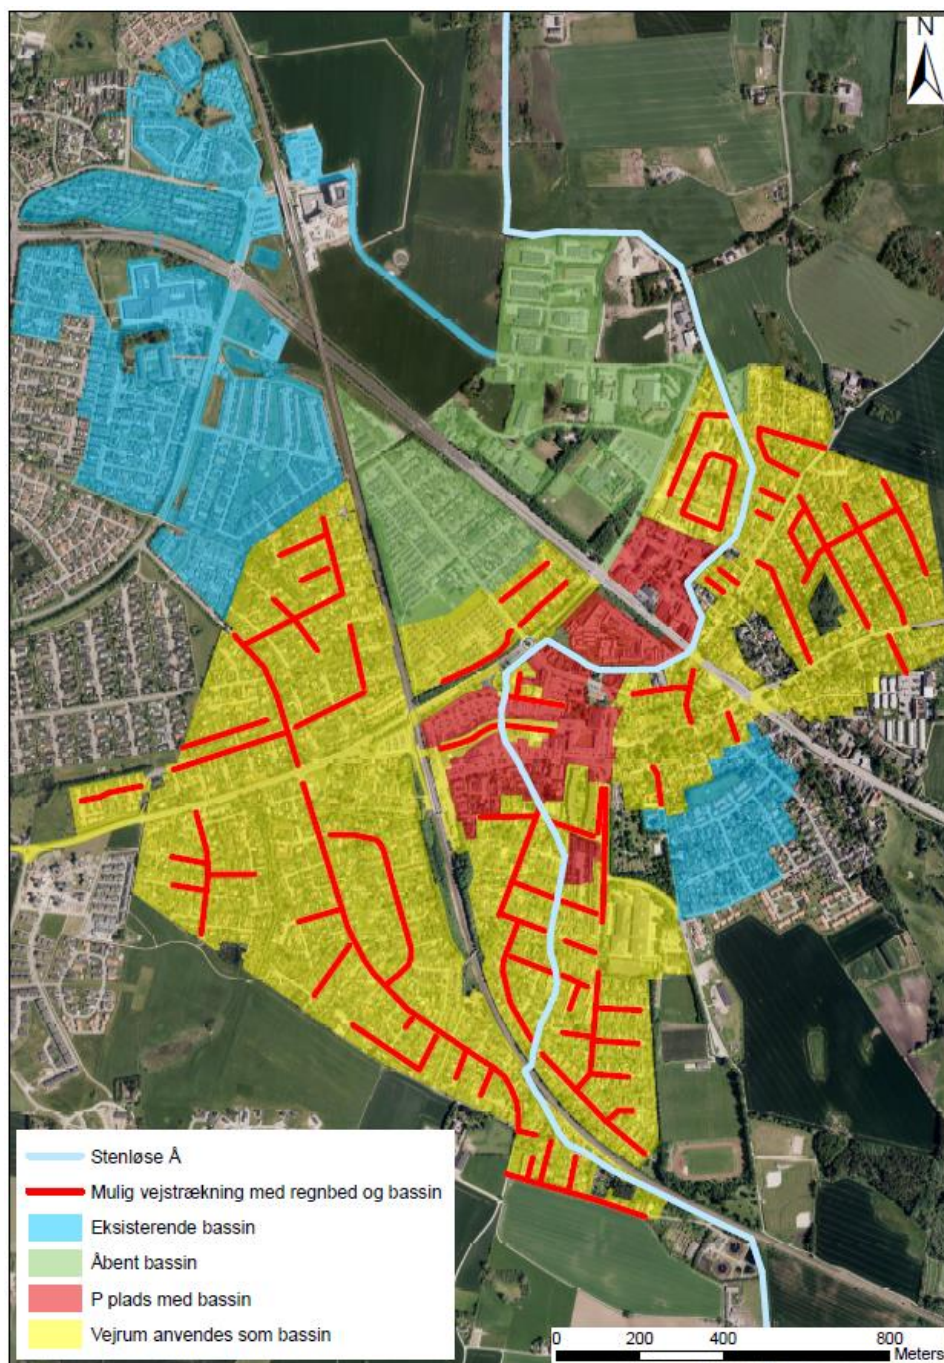 N
Stenløse Å
Mulig vejstrækning med regnbed og bassin
Eksisterende bassin
Åbent bassin
P plads med bassin
Vejrum anvendes som bassin
0 200 400 800
Meters